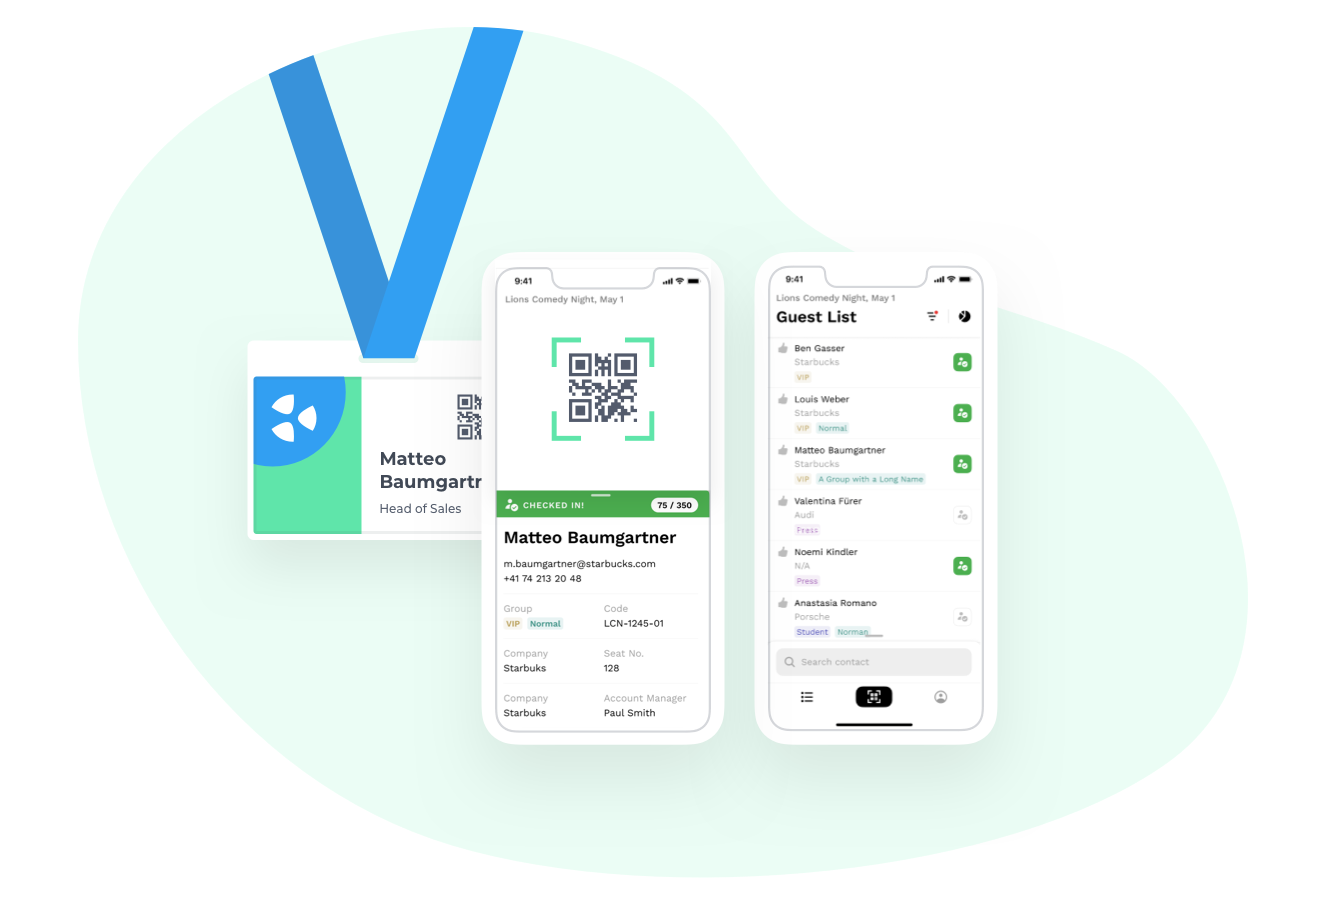 Matteo
Baumgartr
Head of Sales
9:41
Lions Comedy Night, May 1
CHECKED IN!
75 / 350
Matteo Baumgartner
m.baumgartner@starbucks.com
+41 74 213 20 48
Group
Code
VIP Normal
LCN-1245-01
Company
Seat No.
Starbuks
128
Company
Account Manager
Starbuks
Paul Smith
9:41
Lions Comedy Night, May 1
Guest List
Ben Gasser
Starbucks
VIP
Louis Weber
Starbucks
VIP Normal
Matteo Baumgartner
Starbucks
VIP A Group with a Long Name
Valentina Fürer
Audi
Press
Noemi Kindler
N/A
Press
Anastasia Romano
Porsche
Student Norman
Search contact